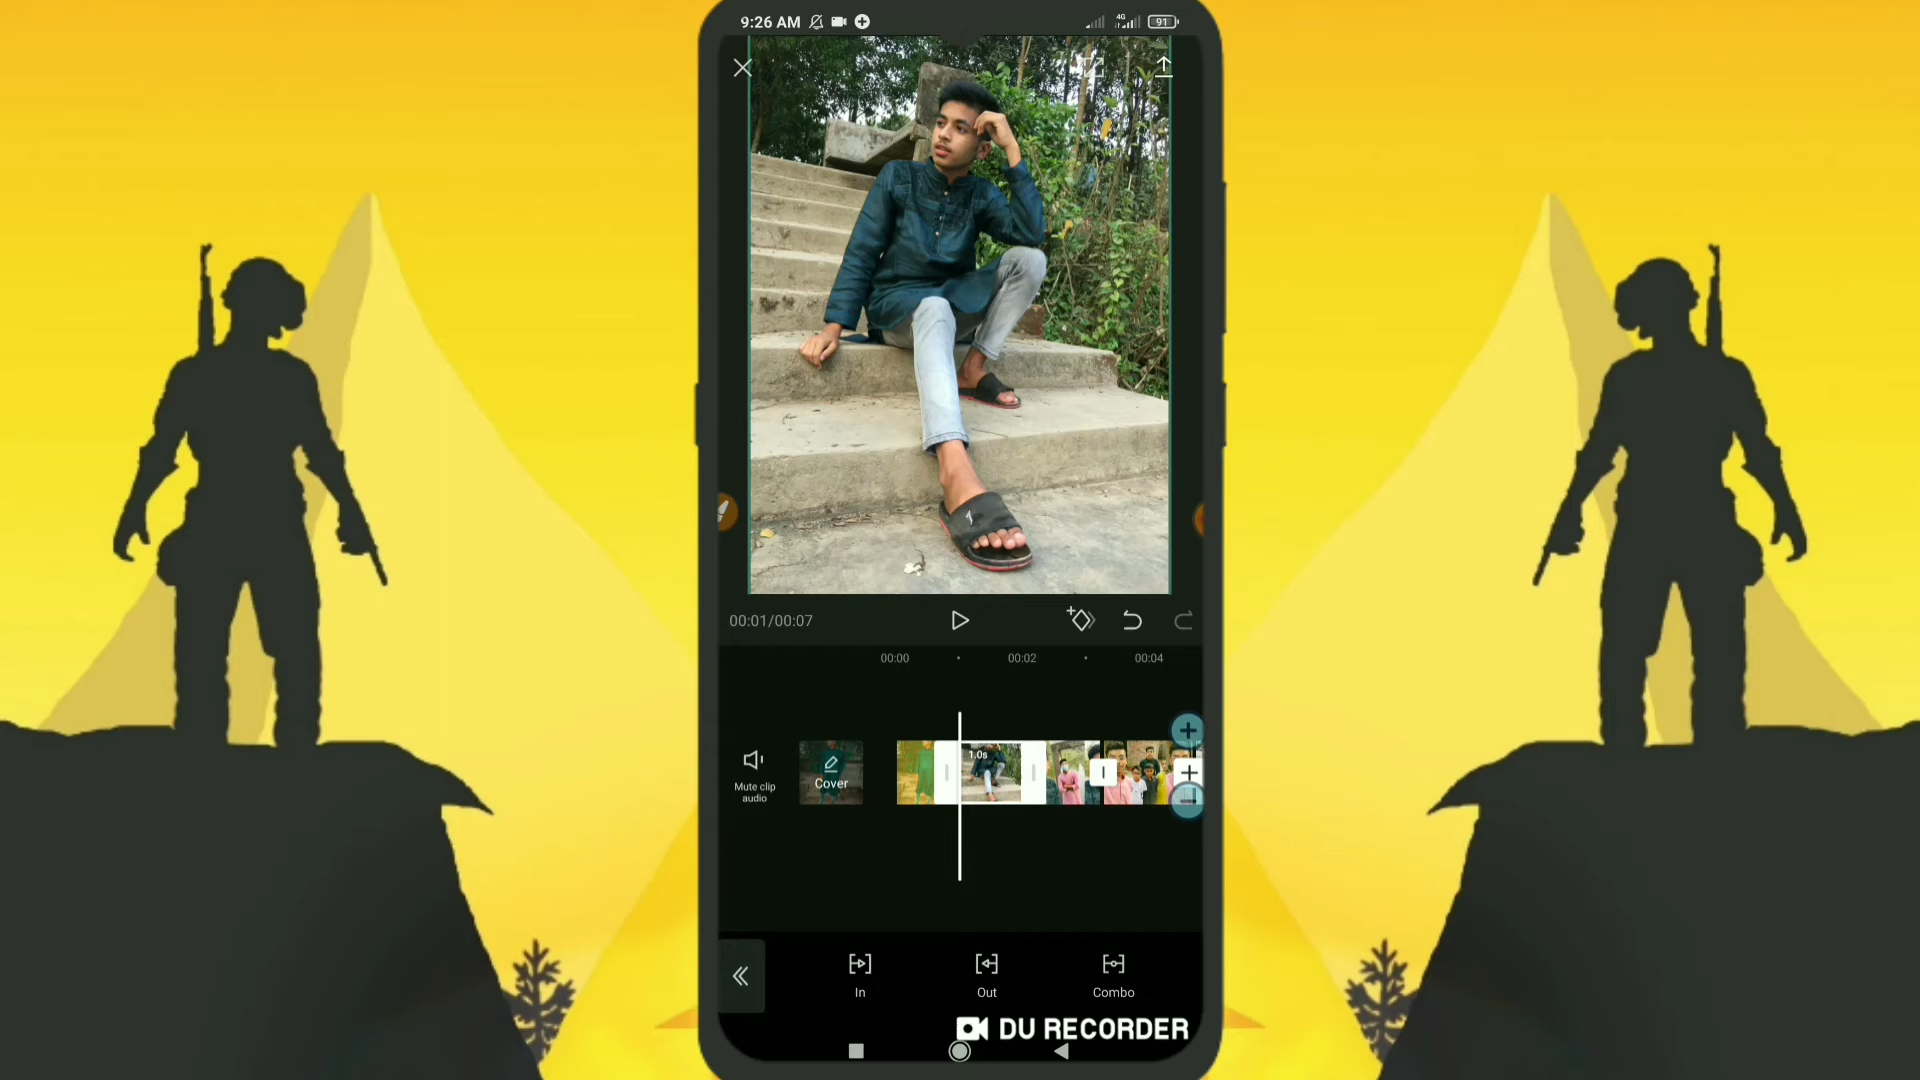 9:26 AM
4G
91
00:01/00:07
00:00
00:02
00:04
1.0s
Mute clip
audio
Cover
In
Out
Combo
DU RECORDER